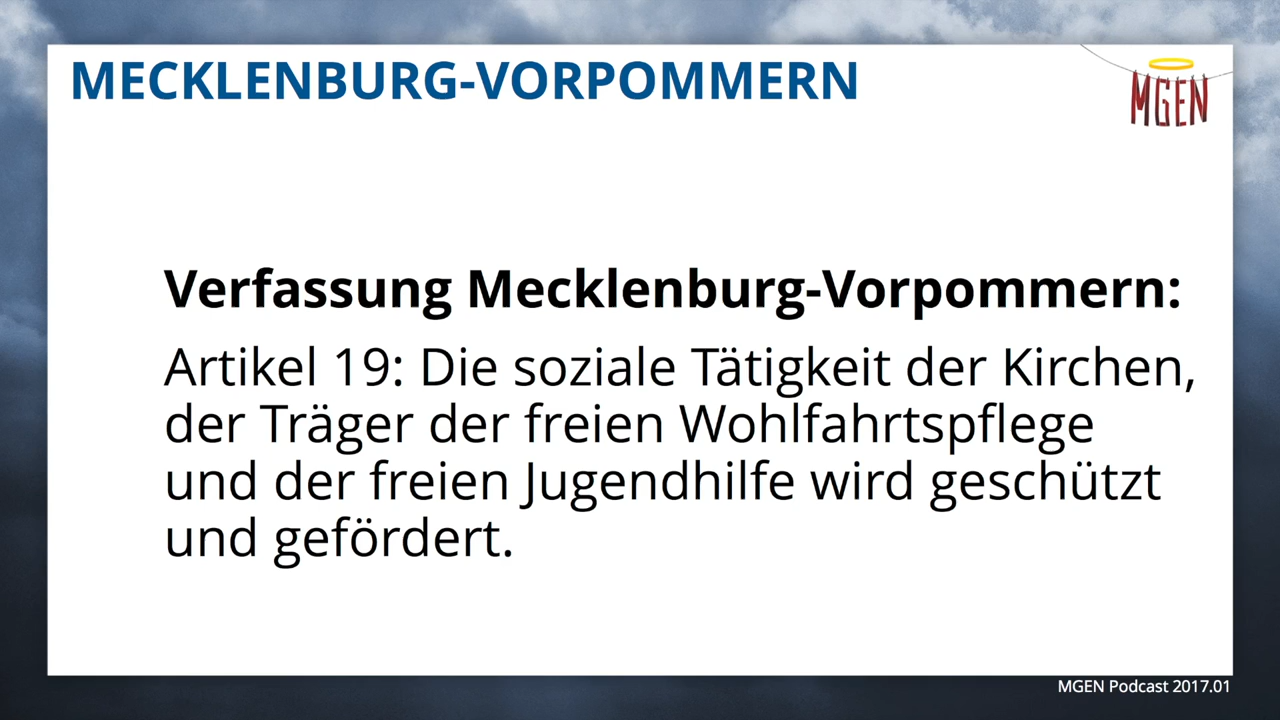 MECKLENBURG-VORPOMMERN
MGEN
Verfassung Mecklenburg-Vorpommern:
Artikel 19: Die soziale Tätigkeit der Kirchen,
der Träger der freien Wohlfahrtspflege
und der freien Jugendhilfe wird geschützt
und gefördert.
MGEN Podcast 2017.01